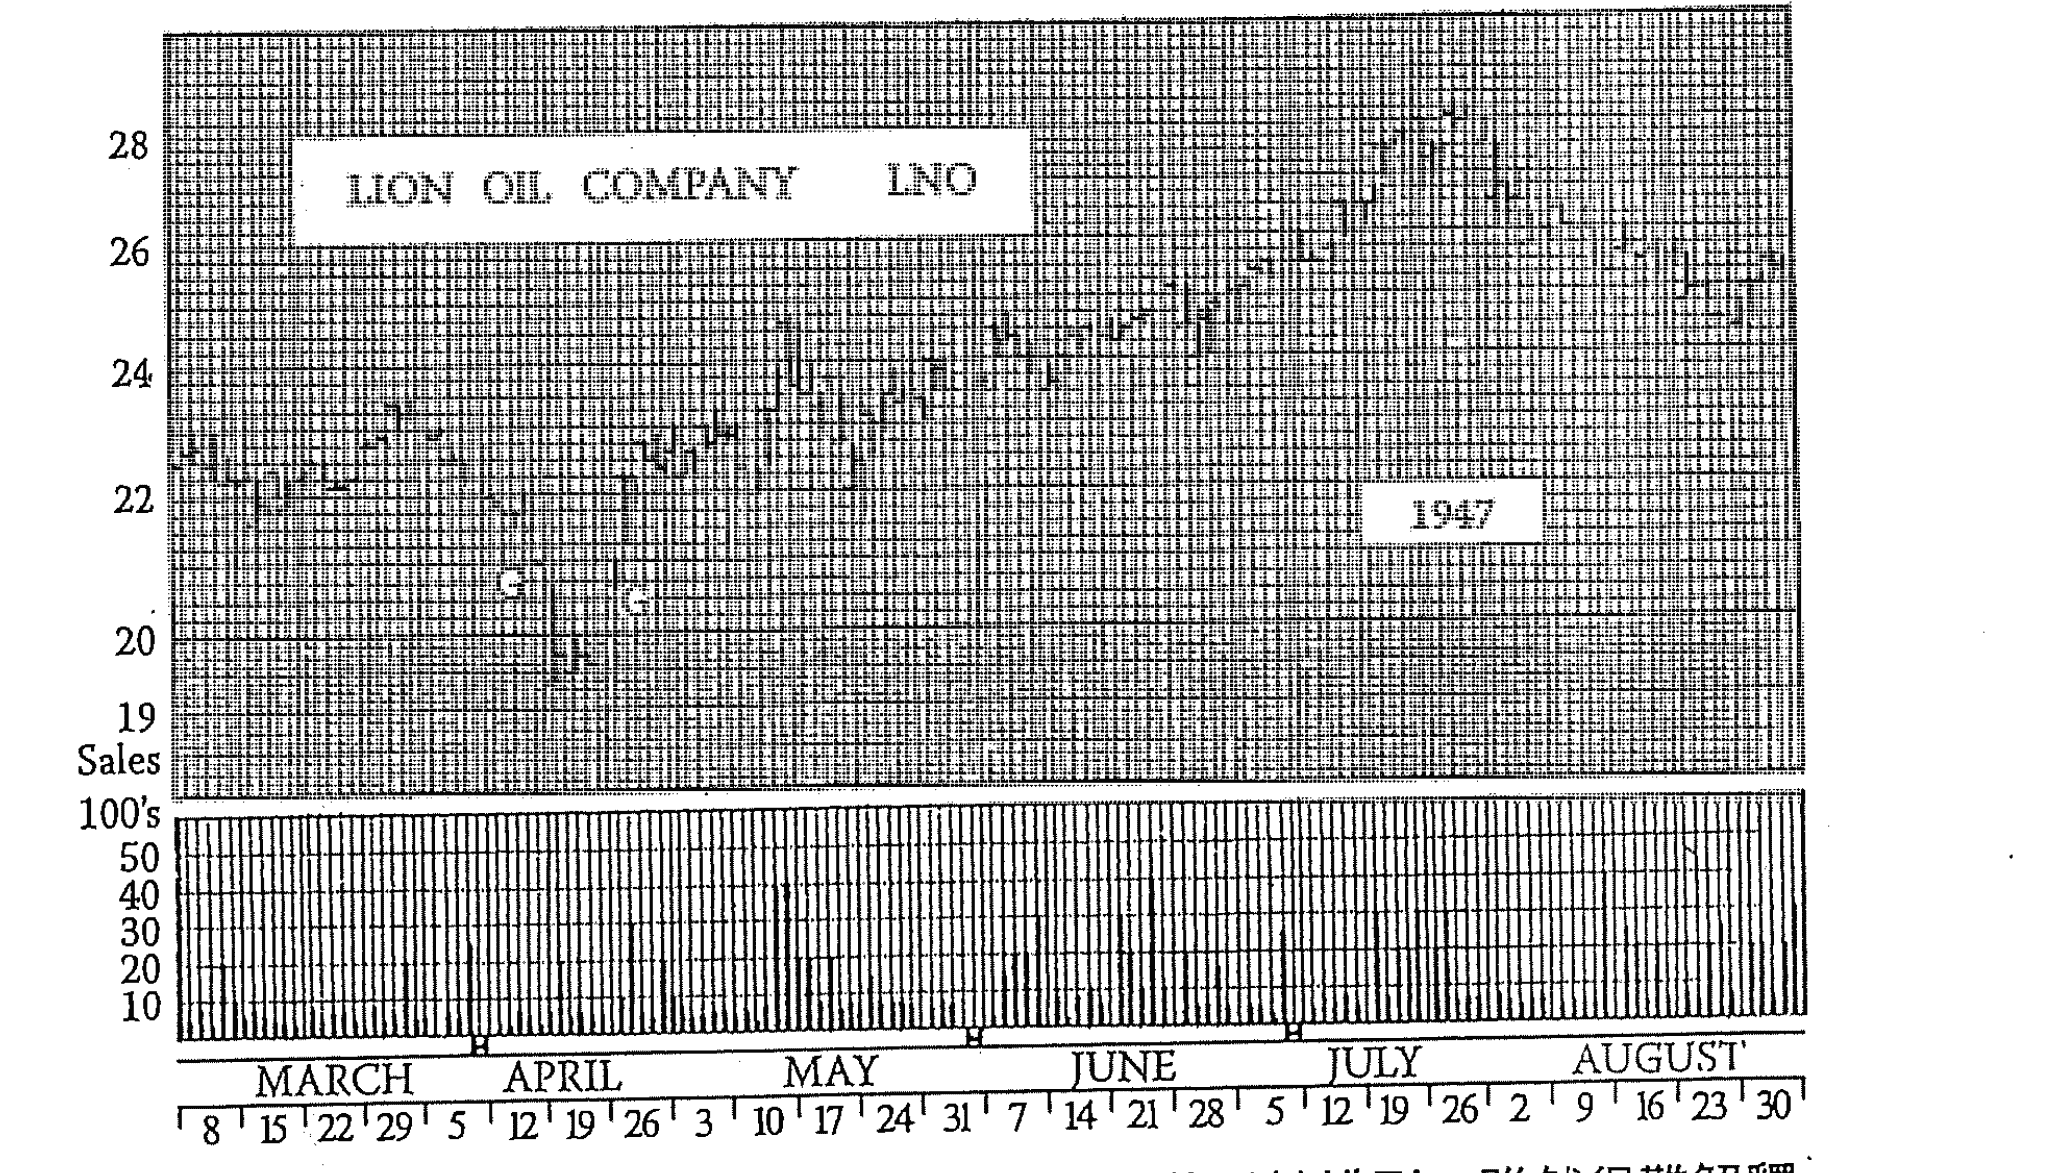 LION OIL COMPANY LNO
28
26
24
22
20
19
Sales
100's
50
40
30
20
10
1947
H H H
MARCH APRIL MAY JUNE JULY AUGUST
8 15 22 29 5 12 19 26 3 10 17 24 31 7 14 21 28 5 12 19 26 2 9 16 23 30